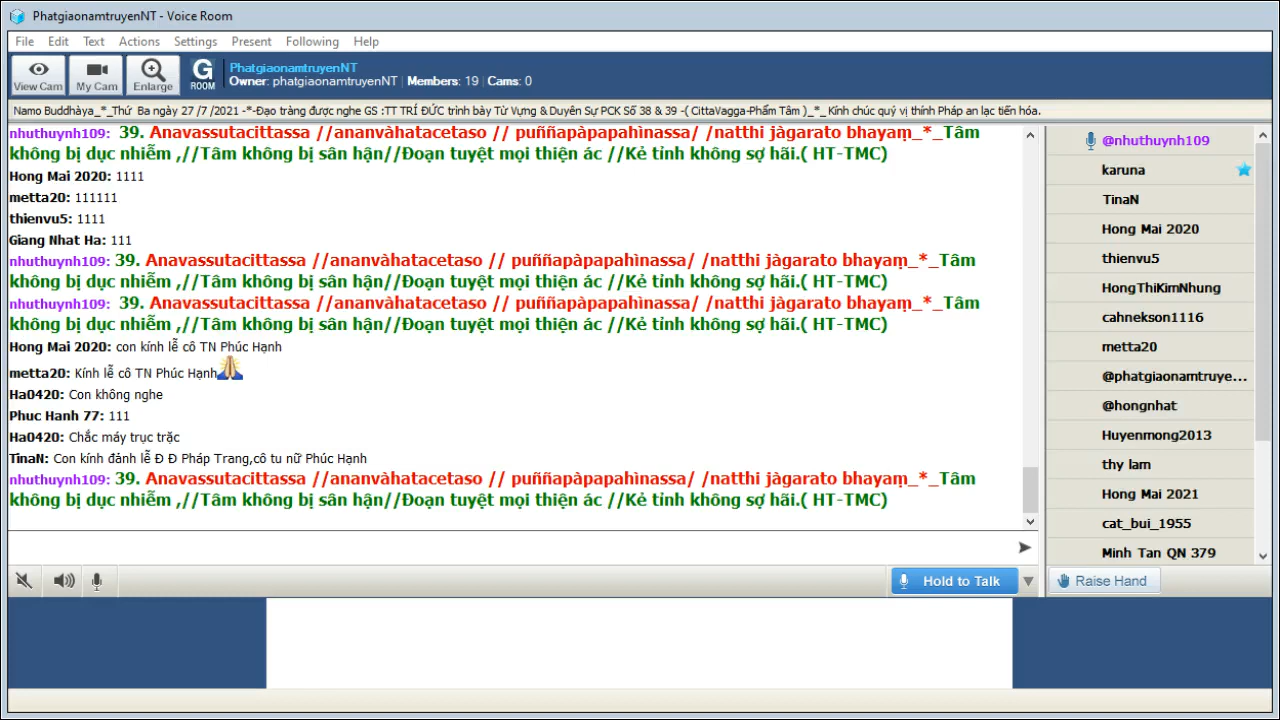 PhatgiaonamtruyenNT - Voice Room
File Edit Text Actions Settings Present Following Help
View Cam My Cam Enlarge G ROOM
PhatgiaonamtruyenNT
Owner: phatgiaonamtruyenNT Members: 19 Cams: 0
Namo Buddhàya_*_Thứ Ba ngày 27 /7 /2021 -*-Đạo tràng được nghe GS :TT TRÍ ĐỨC trình bày Từ Vựng & Duyên Sự PCK Số 38 & 39 -( CittaVagga-Phẩm Tâm )_*_ Kính chúc quý vị thính Pháp an lạc tiến hóa.
nhuthuynh109: 39. Anavassutacittassa //ananvàhatacetaso // puññapàpapahìnassa/ /natthi jàgarato bhayaṃ_*_Tâm
không bị dục nhiễm ,//Tâm không bị sân hận//Đoạn tuyệt mọi thiện ác //Kẻ tỉnh không sợ hãi.( HT-TMC)
Hong Mai 2020: 1111
metta20: 111111
thienvu5: 1111
Giang Nhat Ha: 111
nhuthuynh109: 39. Anavassutacittassa //ananvàhatacetaso // puññapàpapahìnassa/ /natthi jàgarato bhayaṃ_*_Tâm
không bị dục nhiễm ,//Tâm không bị sân hận//Đoạn tuyệt mọi thiện ác //Kẻ tỉnh không sợ hãi.( HT-TMC)
nhuthuynh109: 39. Anavassutacittassa //ananvàhatacetaso // puññapàpapahìnassa/ /natthi jàgarato bhayaṃ_*_Tâm
không bị dục nhiễm ,//Tâm không bị sân hận//Đoạn tuyệt mọi thiện ác //Kẻ tỉnh không sợ hãi.( HT-TMC)
Hong Mai 2020: con kính lễ cô TN Phúc Hạnh
metta20: Kính lễ cô TN Phúc Hạnh
Ha0420: Con không nghe
Phuc Hanh 77: 111
Ha0420: Chắc máy trục trặc
TinaN: Con kính đảnh lễ Đ Đ Pháp Trang,cô tu nữ Phúc Hạnh
nhuthuynh109: 39. Anavassutacittassa //ananvàhatacetaso // puññapàpapahìnassa/ /natthi jàgarato bhayaṃ_*_Tâm
không bị dục nhiễm ,//Tâm không bị sân hận//Đoạn tuyệt mọi thiện ác //Kẻ tỉnh không sợ hãi.( HT-TMC)
@nhuthuynh109
karuna
TinaN
Hong Mai 2020
thienvu5
HongThiKimNhung
cahnekson1116
metta20
@phatgiaonamtruye...
@hongnhat
Huyenmong2013
thy lam
Hong Mai 2021
cat_bui_1955
Minh Tan QN 379
Hold to Talk
Raise Hand